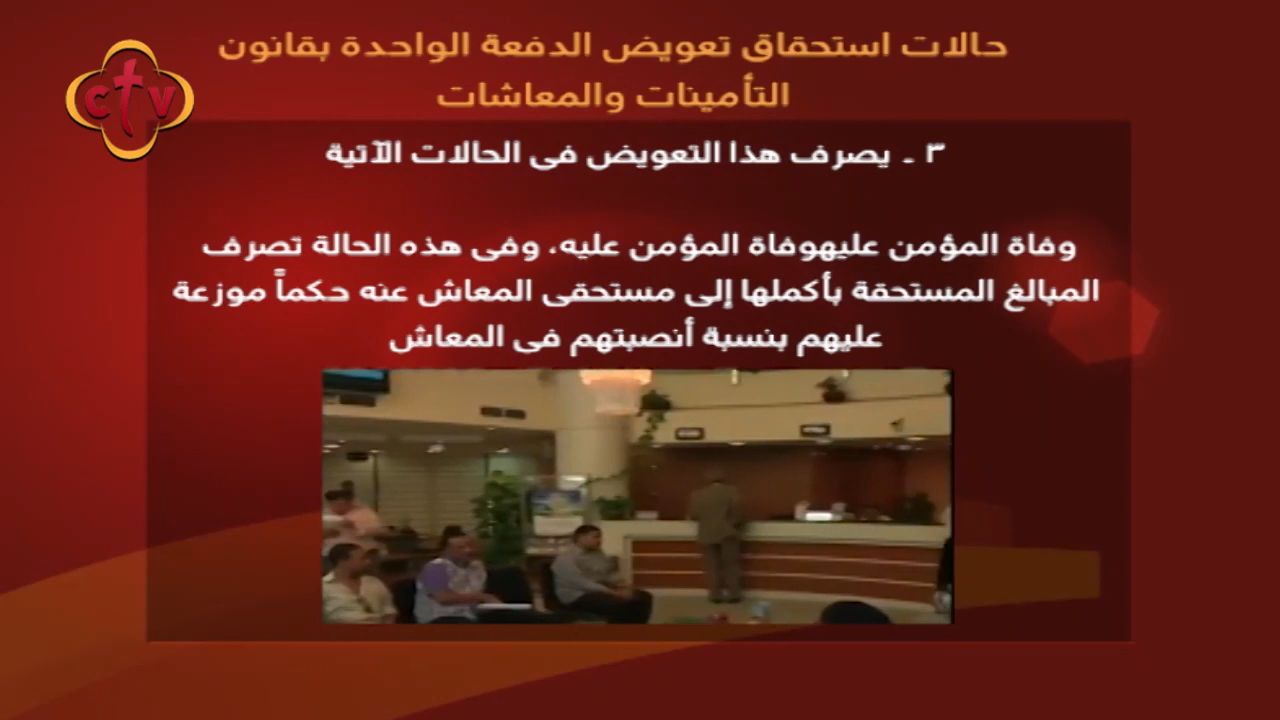 حالات استحقاق تعويض الدفعة الواحدة بقانون
التأمينات والمعاشات
CTV
٣ - يصرف هذا التعويض فى الحالات الآتية
وفاة المؤمن عليهوفاة المؤمن عليه، وفى هذه الحالة تصرف
المبالغ المستحقة بأكملها إلى مستحقى المعاش عنه حكماً موزعة
عليهم بنسبة أنصبتهم فى المعاش